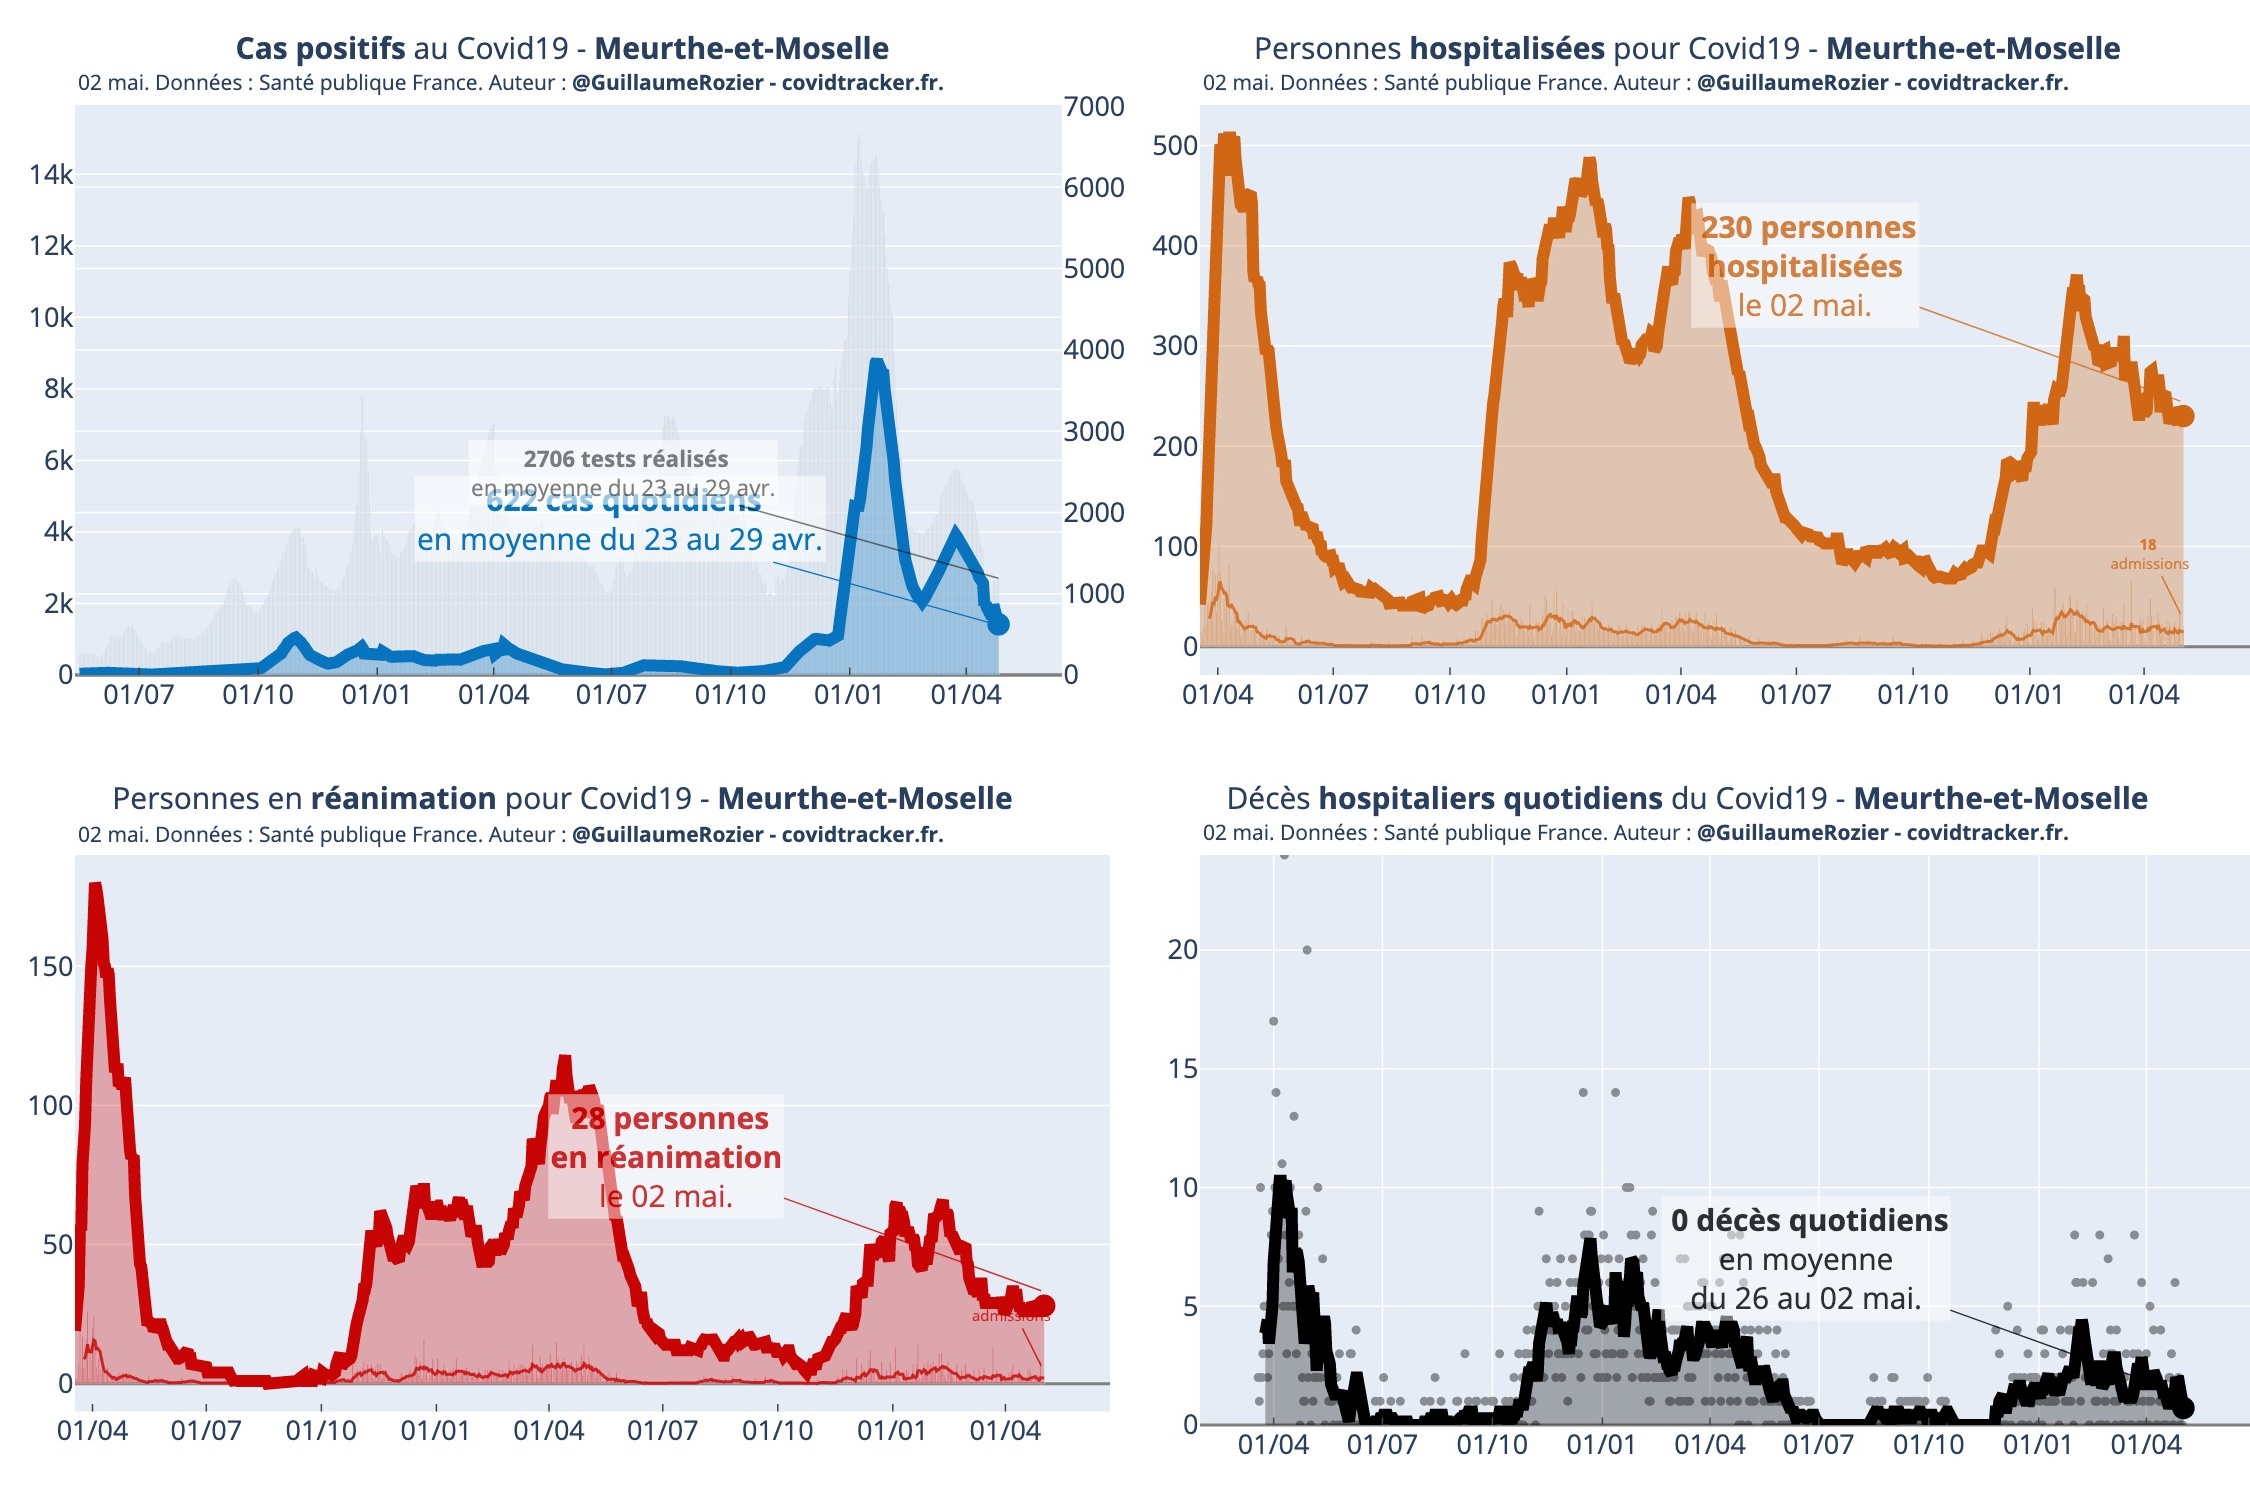 Cas positifs au Covid19 - Meurthe-et-Moselle
02 mai. Données : Santé publique France. Auteur : @GuillaumeRozier - covidtracker.fr.
7000
14k
6000
12k
5000
10k
4000
8k
3000
2706 tests réalisés
6k
en moyenne du 23 au 29 avr.
622 cas quotidiens
2000
4k
en moyenne du 23 au 29 avr.
1000
2k
0
0
01/07 01/10 01/01 01/04 01/07 01/10 01/01 01/04
Personnes hospitalisées pour Covid19 - Meurthe-et-Moselle
02 mai. Données : Santé publique France. Auteur : @GuillaumeRozier - covidtracker.fr.
500
230 personnes
400
hospitalisées
le 02 mai.
300
200
100
18
admissions
0
01/04 01/07 01/10 01/01 01/04 01/07 01/10 01/01 01/04
Personnes en réanimation pour Covid19 - Meurthe-et-Moselle
02 mai. Données : Santé publique France. Auteur : @GuillaumeRozier - covidtracker.fr.
150
100
28 personnes
en réanimation
le 02 mai.
50
admissions
0
01/04 01/07 01/10 01/01 01/04 01/07 01/10 01/01 01/04
Décès hospitaliers quotidiens du Covid19 - Meurthe-et-Moselle
02 mai. Données : Santé publique France. Auteur : @GuillaumeRozier - covidtracker.fr.
20
15
10
0 décès quotidiens
en moyenne
du 26 au 02 mai.
5
0
01/04 01/07 01/10 01/01 01/04 01/07 01/10 01/01 01/04